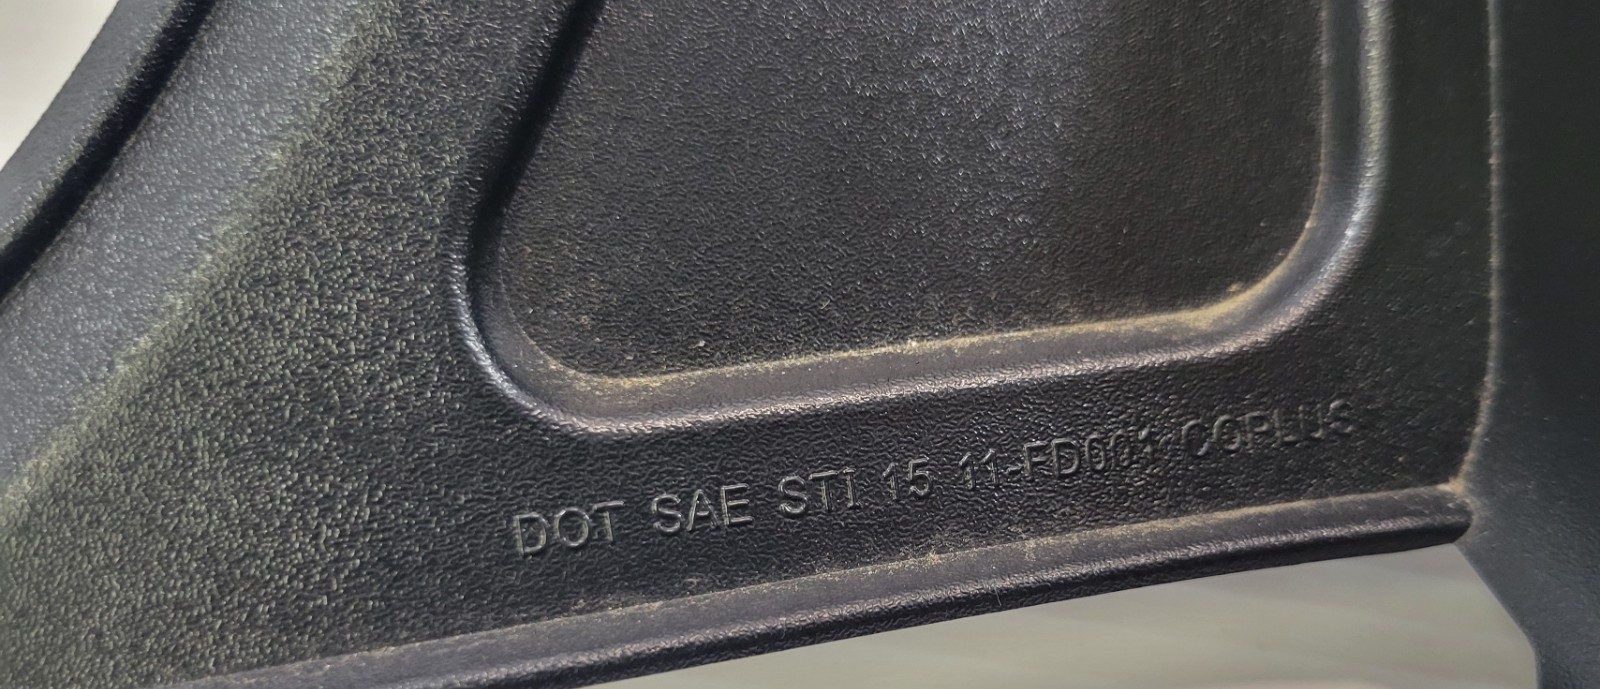 DOT SAE STI 15 11-FD001 COPLUS